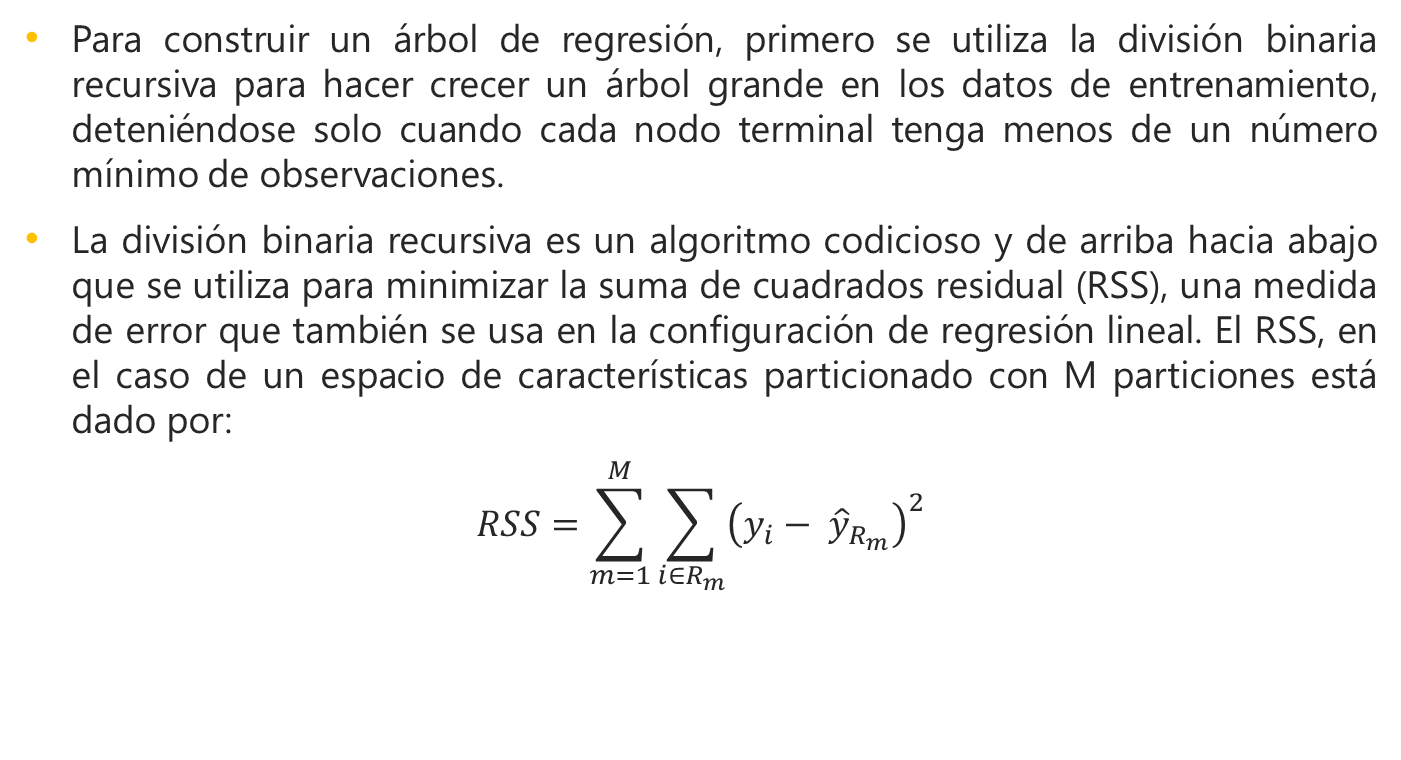 • Para construir un árbol de regresión, primero se utiliza la división binaria
recursiva para hacer crecer un árbol grande en los datos de entrenamiento,
deteniéndose solo cuando cada nodo terminal tenga menos de un número
mínimo de observaciones.
• La división binaria recursiva es un algoritmo codicioso y de arriba hacia abajo
que se utiliza para minimizar la suma de cuadrados residual (RSS), una medida
de error que también se usa en la configuración de regresión lineal. El RSS, en
el caso de un espacio de características particionado con M particiones está
dado por:
$RSS = \sum_{m=1}^{M} \sum_{i \in R_m} (y_i - \hat{y}_{R_m})^2$